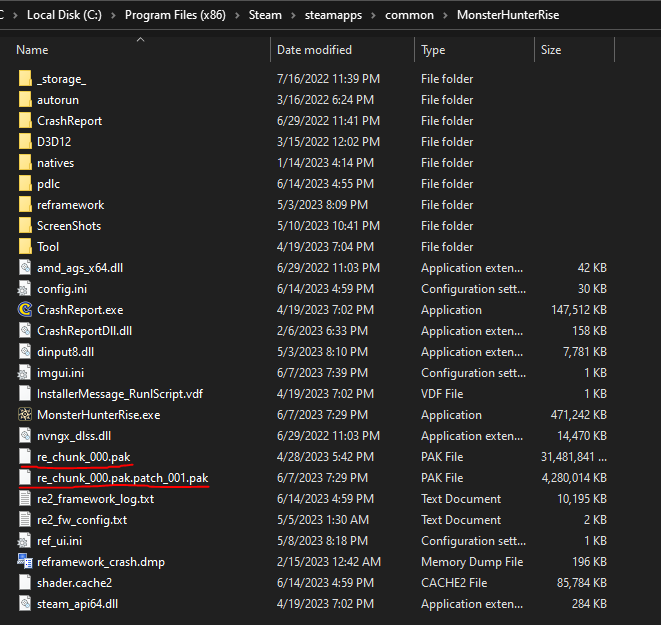 C > Local Disk (C:) > Program Files (x86) > Steam > steamapps > common > MonsterHunterRise
Name Date modified Type Size
_storage_ 7/16/2022 11:39 PM File folder
autorun 3/16/2022 6:24 PM File folder
CrashReport 6/29/2022 11:41 PM File folder
D3D12 3/15/2022 12:02 PM File folder
natives 1/14/2023 4:14 PM File folder
pdlc 6/14/2023 4:55 PM File folder
reframework 5/3/2023 8:09 PM File folder
ScreenShots 5/10/2023 10:41 PM File folder
Tool 4/19/2023 7:04 PM File folder
amd_ags_x64.dll 6/29/2022 11:03 PM Application exten... 42 KB
config.ini 6/14/2023 4:59 PM Configuration sett... 30 KB
CrashReport.exe 4/19/2023 7:02 PM Application 147,512 KB
CrashReportDll.dll 2/6/2023 6:33 PM Application exten... 158 KB
dinput8.dll 5/3/2023 8:10 PM Application exten... 7,781 KB
imgui.ini 6/7/2023 7:39 PM Configuration sett... 1 KB
InstallerMessage_RunIScript.vdf 4/19/2023 7:02 PM VDF File 1 KB
MonsterHunterRise.exe 6/7/2023 7:29 PM Application 471,242 KB
nvngx_dlss.dll 6/29/2022 11:03 PM Application exten... 14,470 KB
re_chunk_000.pak 4/28/2023 5:42 PM PAK File 31,481,841 ...
re_chunk_000.pak.patch_001.pak 6/7/2023 7:29 PM PAK File 4,280,014 KB
re2_framework_log.txt 6/14/2023 4:59 PM Text Document 10,195 KB
re2_fw_config.txt 5/5/2023 1:30 AM Text Document 2 KB
ref_ui.ini 5/8/2023 8:18 PM Configuration sett... 1 KB
reframework_crash.dmp 2/15/2023 12:42 AM Memory Dump File 196 KB
shader.cache2 6/14/2023 4:59 PM CACHE2 File 85,784 KB
steam_api64.dll 4/19/2023 7:02 PM Application exten... 284 KB